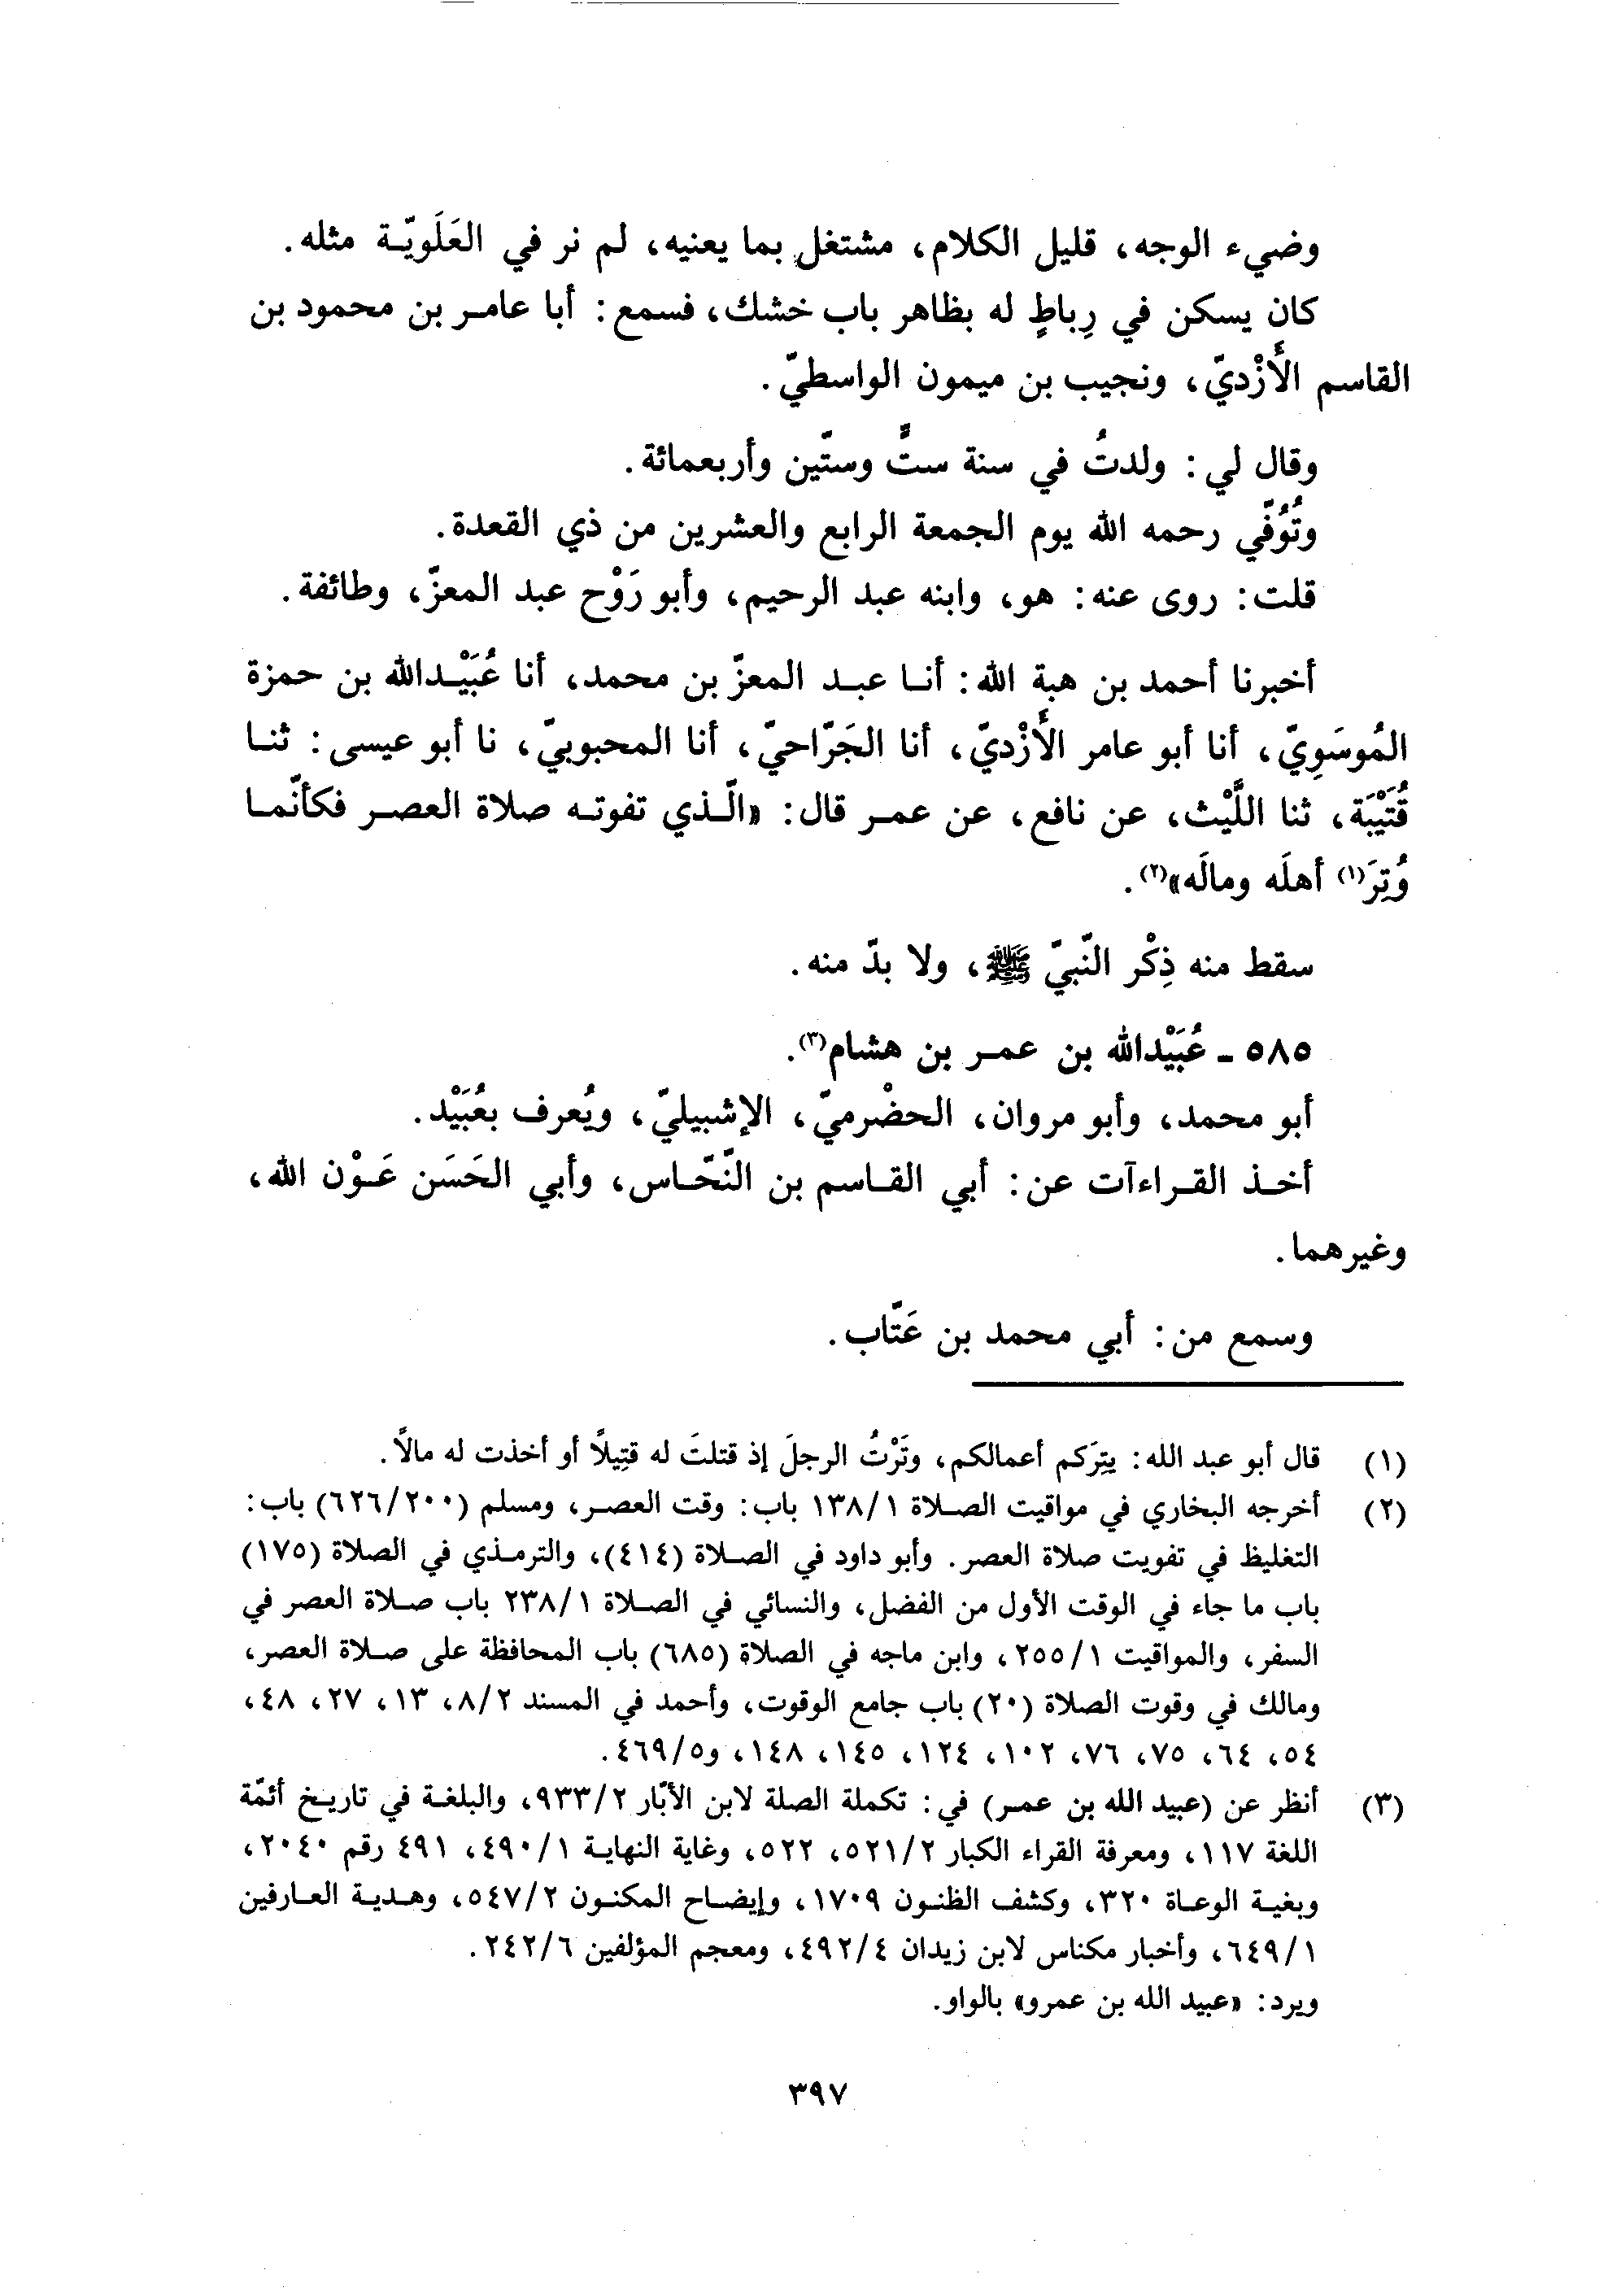 وضيء الوجه، قليل الكلام، مشتغل بما يعنيه، لم نر في العَلَويّة مثله.
كان يسكن في رِباطٍ له بظاهر باب خشك، فسمع: أبا عامر بن محمود بن
القاسم الأَزْديّ، ونجيب بن ميمون الواسطيّ.
وقال لي: ولدتُ في سنة ستٍّ وستّين وأربعمائة.
وتُوُفّي رحمه الله يوم الجمعة الرابع والعشرين من ذي القعدة.
قلت: روى عنه: هو، وابنه عبد الرحيم، وأبو رَوْح عبد المعزّ، وطائفة.
أخبرنا أحمد بن هبة الله: أنا عبد المعزّ بن محمد، أنا عُبَيْدالله بن حمزة
المُوسَوِيّ، أنا أبو عامر الأَزْديّ، أنا الجَرّاحيّ، أنا المحبوبيّ، نا أبو عيسى: ثنا
قُتَيْبَة، ثنا اللَّيْث، عن نافع، عن عمر قال: «الّذي تفوته صلاة العصر فكأنّما
وُتِرَ(١) أهلَه ومالَه»(٢).
سقط منه ذِكْر النّبيّ ﷺ، ولا بدّ منه.
٥٨٥ - عُبَيْدالله بن عمر بن هشام(٣).
أبو محمد، وأبو مروان، الحضْرميّ، الإشبيليّ، ويُعرف بعُبَيْد.
أخذ القراءآت عن: أبي القاسم بن النّحّاس، وأبي الحَسَن عَوْن الله،
وغيرهما.
وسمع من: أبي محمد بن عَتّاب.
(١) قال أبو عبد الله: يتِرَكم أعمالكم، وتَرْتُ الرجلَ إذ قتلتَ له قتِيلًا أو أخذت له مالًا.
(٢) أخرجه البخاري في مواقيت الصلاة ١/١٣٨ باب: وقت العصر، ومسلم (٦٢٦/٢٠٠) باب:
التغليظ في تفويت صلاة العصر. وأبو داود في الصلاة (٤١٤)، والترمذي في الصلاة (١٧٥)
باب ما جاء في الوقت الأول من الفضل، والنسائي في الصلاة ١/٢٣٨ باب صلاة العصر في
السفر، والمواقيت ١/٢٥٥، وابن ماجه في الصلاة (٦٨٥) باب المحافظة على صلاة العصر،
ومالك في وقوت الصلاة (٢٠) باب جامع الوقوت، وأحمد في المسند ٢/٨، ١٣، ٢٧، ٤٨،
٥٤، ٦٤، ٧٥، ٧٦، ١٠٢، ١٢٤، ١٤٥، ١٤٨، و٥/٤٦٩.
(٣) أنظر عن (عبيد الله بن عمر) في: تكملة الصلة لابن الأبّار ٢/٩٣٣، والبلغة في تاريخ أئمّة
اللغة ١١٧، ومعرفة القراء الكبار ٢/٥٢١، ٥٢٢، وغاية النهاية ١/٤٩٠، ٤٩١ رقم ٢٠٤٠،
وبغية الوعاة ٣٢٠، وكشف الظنون ١٧٠٩، وإيضاح المكنون ٢/٥٤٧، وهدية العارفين
١/٦٤٩، وأخبار مكناس لابن زيدان ٤/٤٩٢، ومعجم المؤلفين ٦/٢٤٢.
ويرد: «عبيد الله بن عمرو» بالواو.
٣٩٧